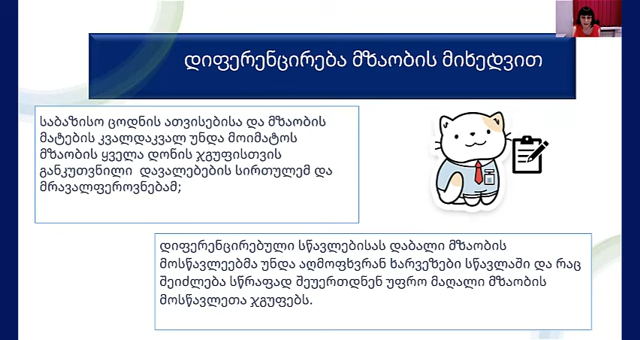 დიფერენცირება მზაობის მიხედვით
საბაზისო ცოდნის ათვისებისა და მზაობის
მატების კვალდაკვალ უნდა მოიმატოს
მზაობის ყველა დონის ჯგუფისთვის
განკუთვნილი დავალებების სირთულემ და
მრავალფეროვნებამ;
დიფერენცირებული სწავლებისას დაბალი მზაობის
მოსწავლეებმა უნდა აღმოფხვრან ხარვეზები სწავლაში და რაც
შეიძლება სწრაფად შეუერთდნენ უფრო მაღალი მზაობის
მოსწავლეთა ჯგუფებს.